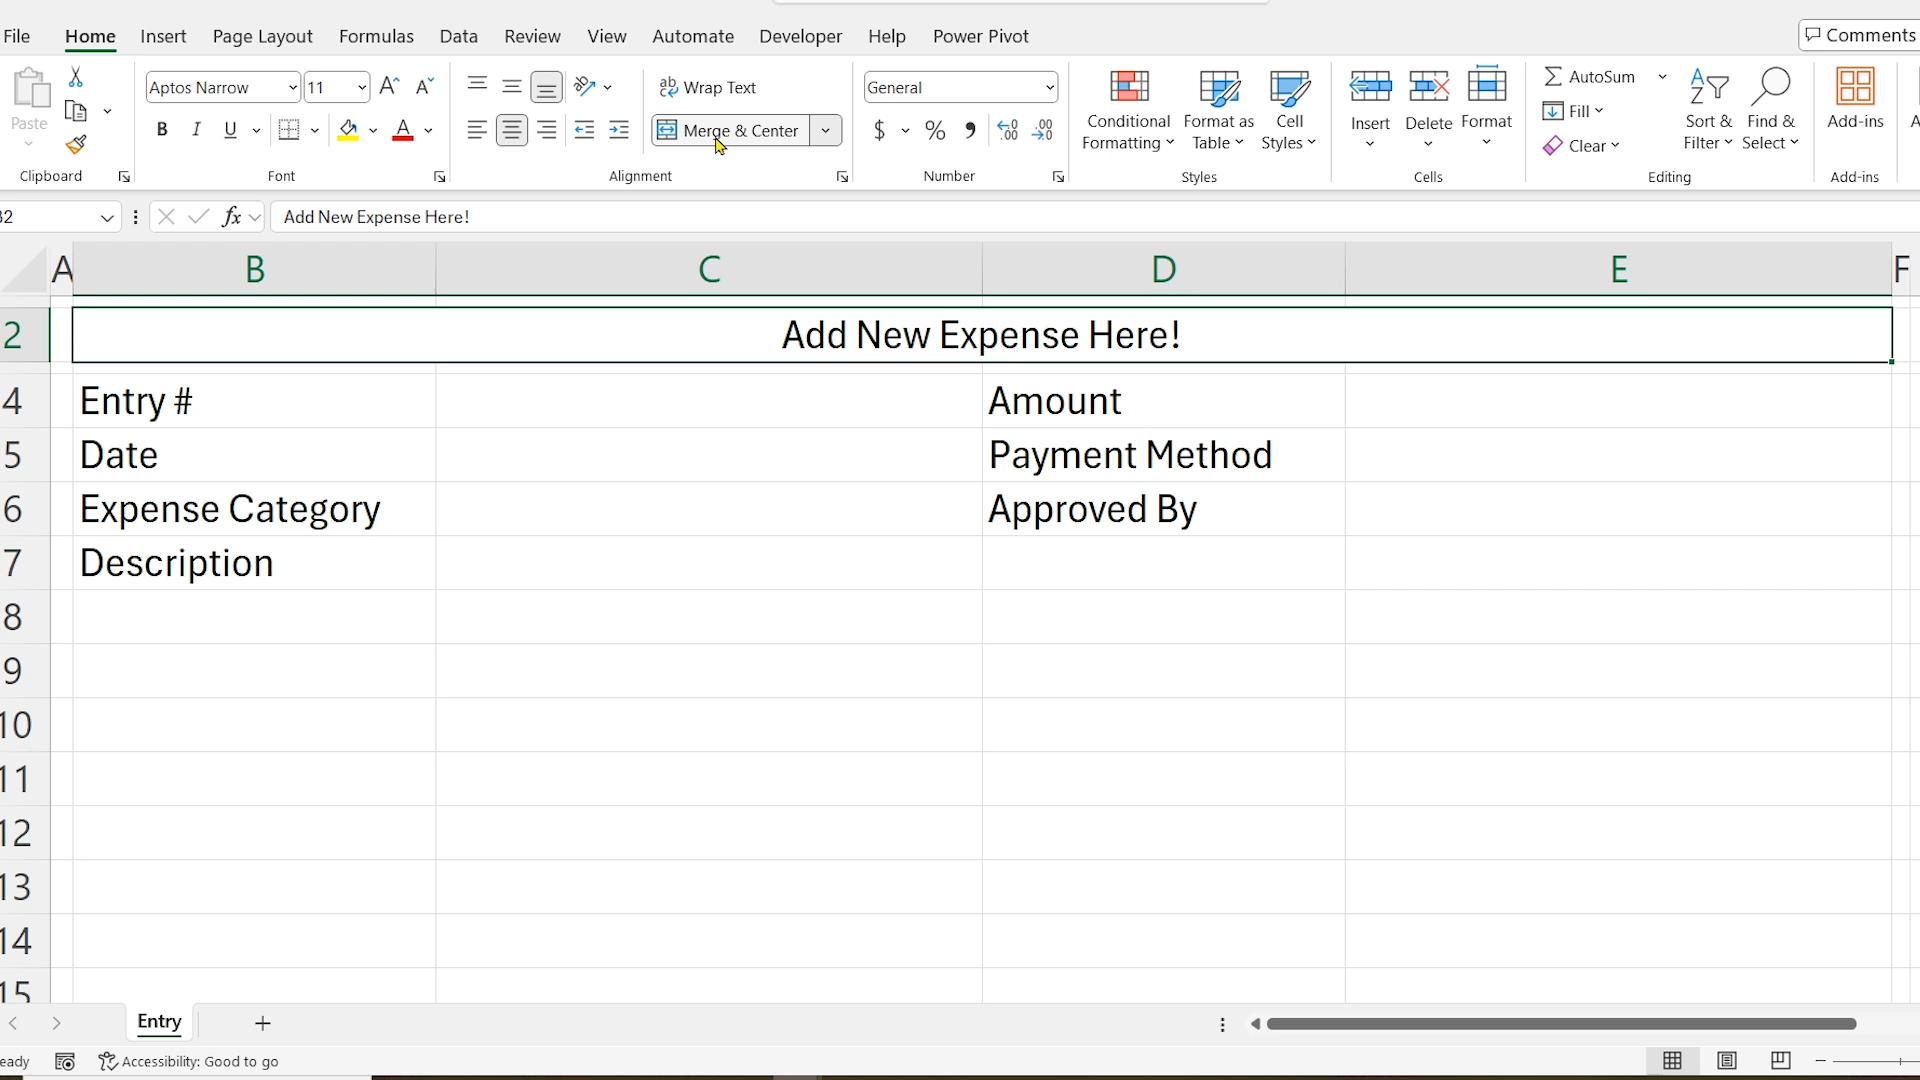 File Home Insert Page Layout Formulas Data Review View Automate Developer Help Power Pivot Comments
Paste
Clipboard
Aptos Narrow 11
B I U
Font
Wrap Text
Merge & Center
Alignment
General
$ % ,
Number
Conditional Formatting
Format as Table
Cell Styles
Styles
Insert Delete Format
Cells
AutoSum
Fill
Clear
Sort & Filter
Find & Select
Editing
Add-ins
Add-ins
fx Add New Expense Here!
A B C D E F
2 Add New Expense Here!
4 Entry # Amount
5 Date Payment Method
6 Expense Category Approved By
7 Description
8
9
10
11
12
13
14
15
Entry +
Accessibility: Good to go